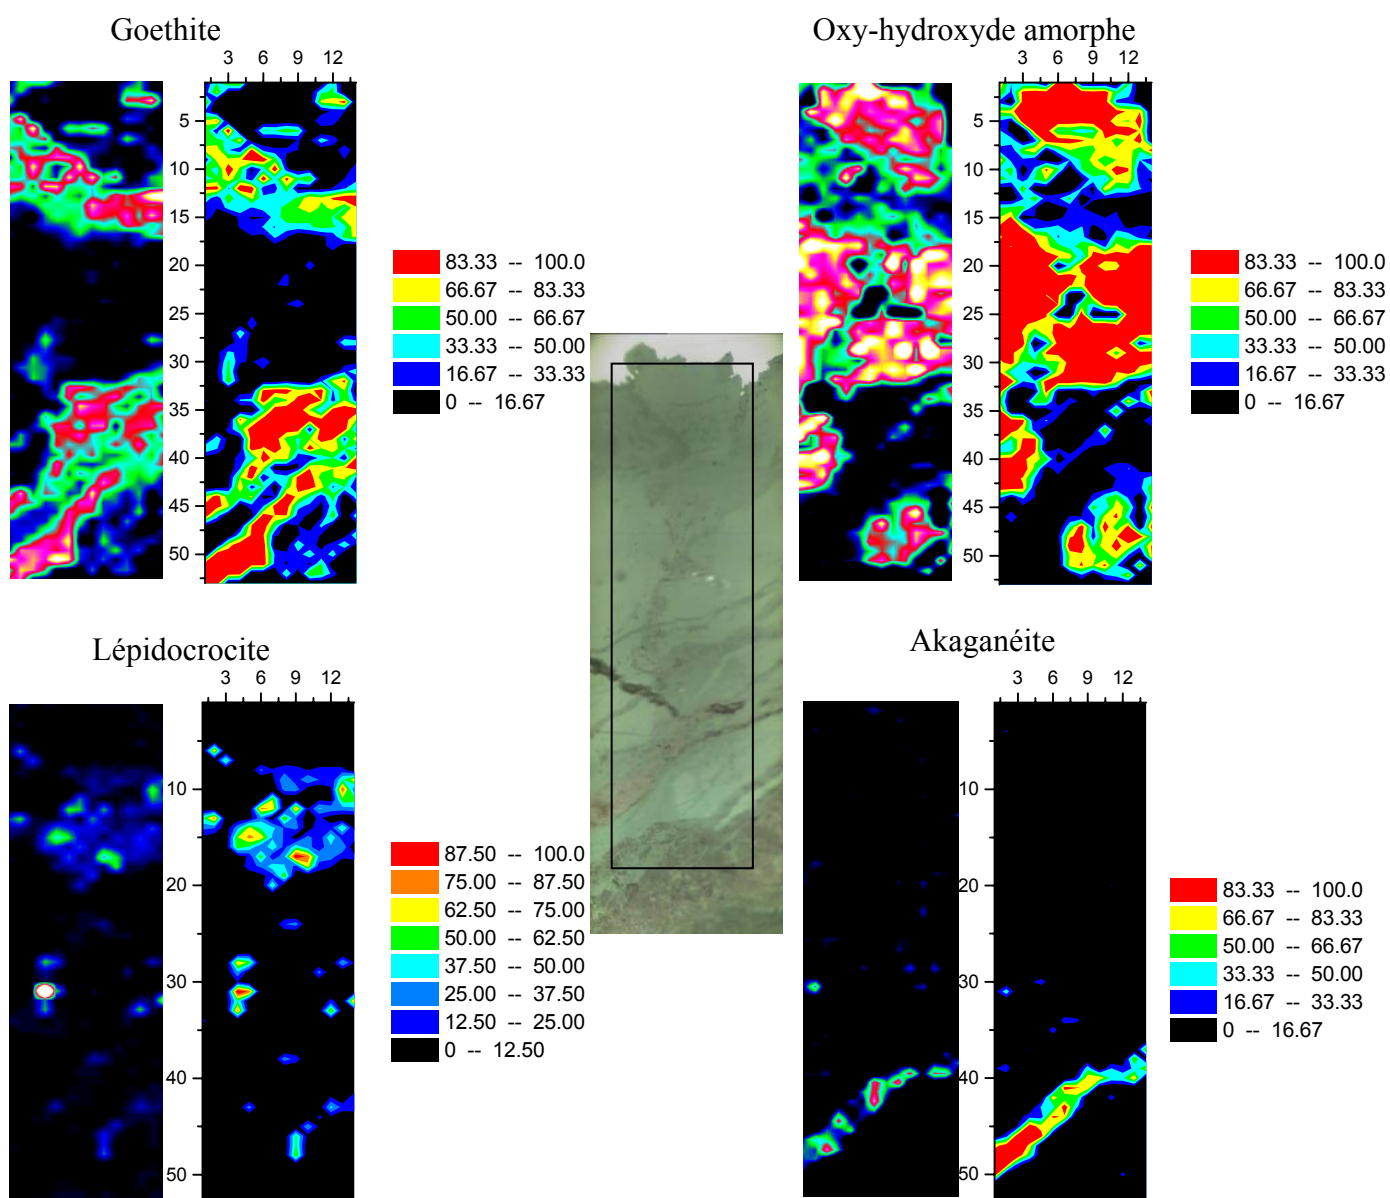 Goethite
3 6 9 12
5
10
15
20
25
30
35
40
45
50
83.33 -- 100.0
66.67 -- 83.33
50.00 -- 66.67
33.33 -- 50.00
16.67 -- 33.33
0 -- 16.67
Oxy-hydroxyde amorphe
3 6 9 12
5
10
15
20
25
30
35
40
45
50
83.33 -- 100.0
66.67 -- 83.33
50.00 -- 66.67
33.33 -- 50.00
16.67 -- 33.33
0 -- 16.67
Lépidocrocite
3 6 9 12
10
20
30
40
50
87.50 -- 100.0
75.00 -- 87.50
62.50 -- 75.00
50.00 -- 62.50
37.50 -- 50.00
25.00 -- 37.50
12.50 -- 25.00
0 -- 12.50
Akaganéite
3 6 9 12
10
20
30
40
50
83.33 -- 100.0
66.67 -- 83.33
50.00 -- 66.67
33.33 -- 50.00
16.67 -- 33.33
0 -- 16.67